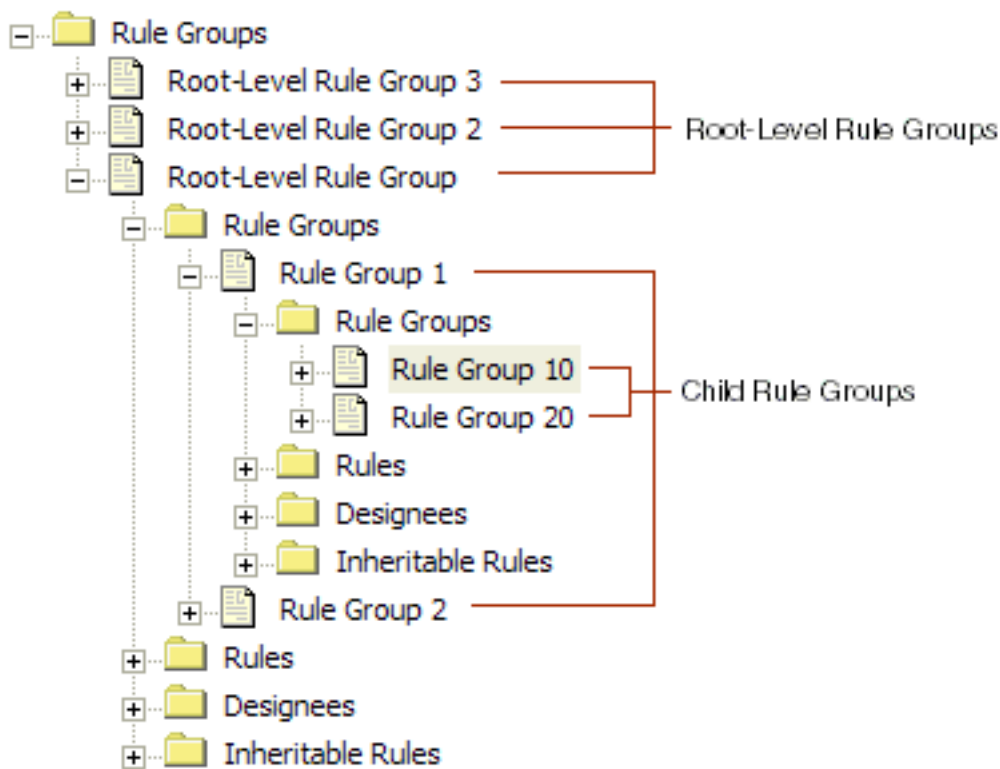 Rule Groups
Root-Level Rule Group 3
Root-Level Rule Group 2
Root-Level Rule Groups
Root-Level Rule Group
Rule Groups
Rule Group 1
Rule Groups
Rule Group 10
Child Rule Groups
Rule Group 20
Rules
Designees
Inheritable Rules
Rule Group 2
Rules
Designees
Inheritable Rules